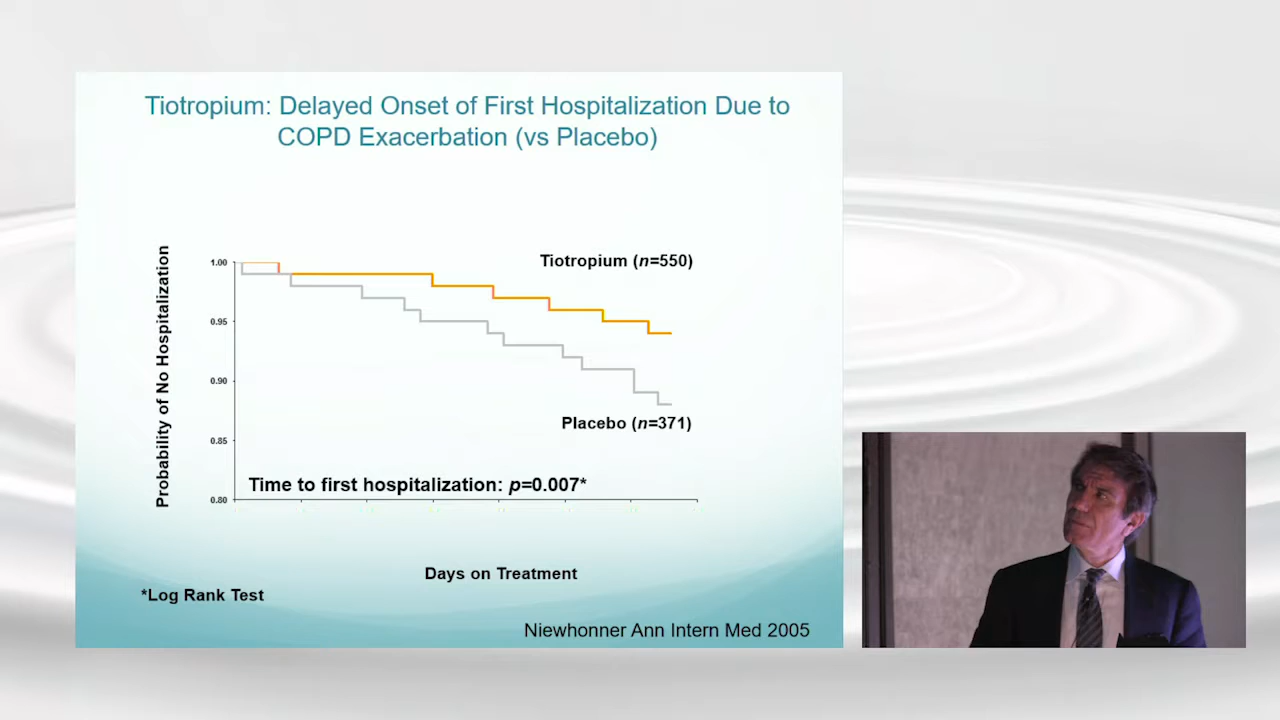 Tiotropium: Delayed Onset of First Hospitalization Due to
COPD Exacerbation (vs Placebo)
Probability of No Hospitalization
1.00
0.95
0.90
0.85
0.80
Tiotropium (n=550)
Placebo (n=371)
Time to first hospitalization: p=0.007*
Days on Treatment
*Log Rank Test
Niewhonner Ann Intern Med 2005